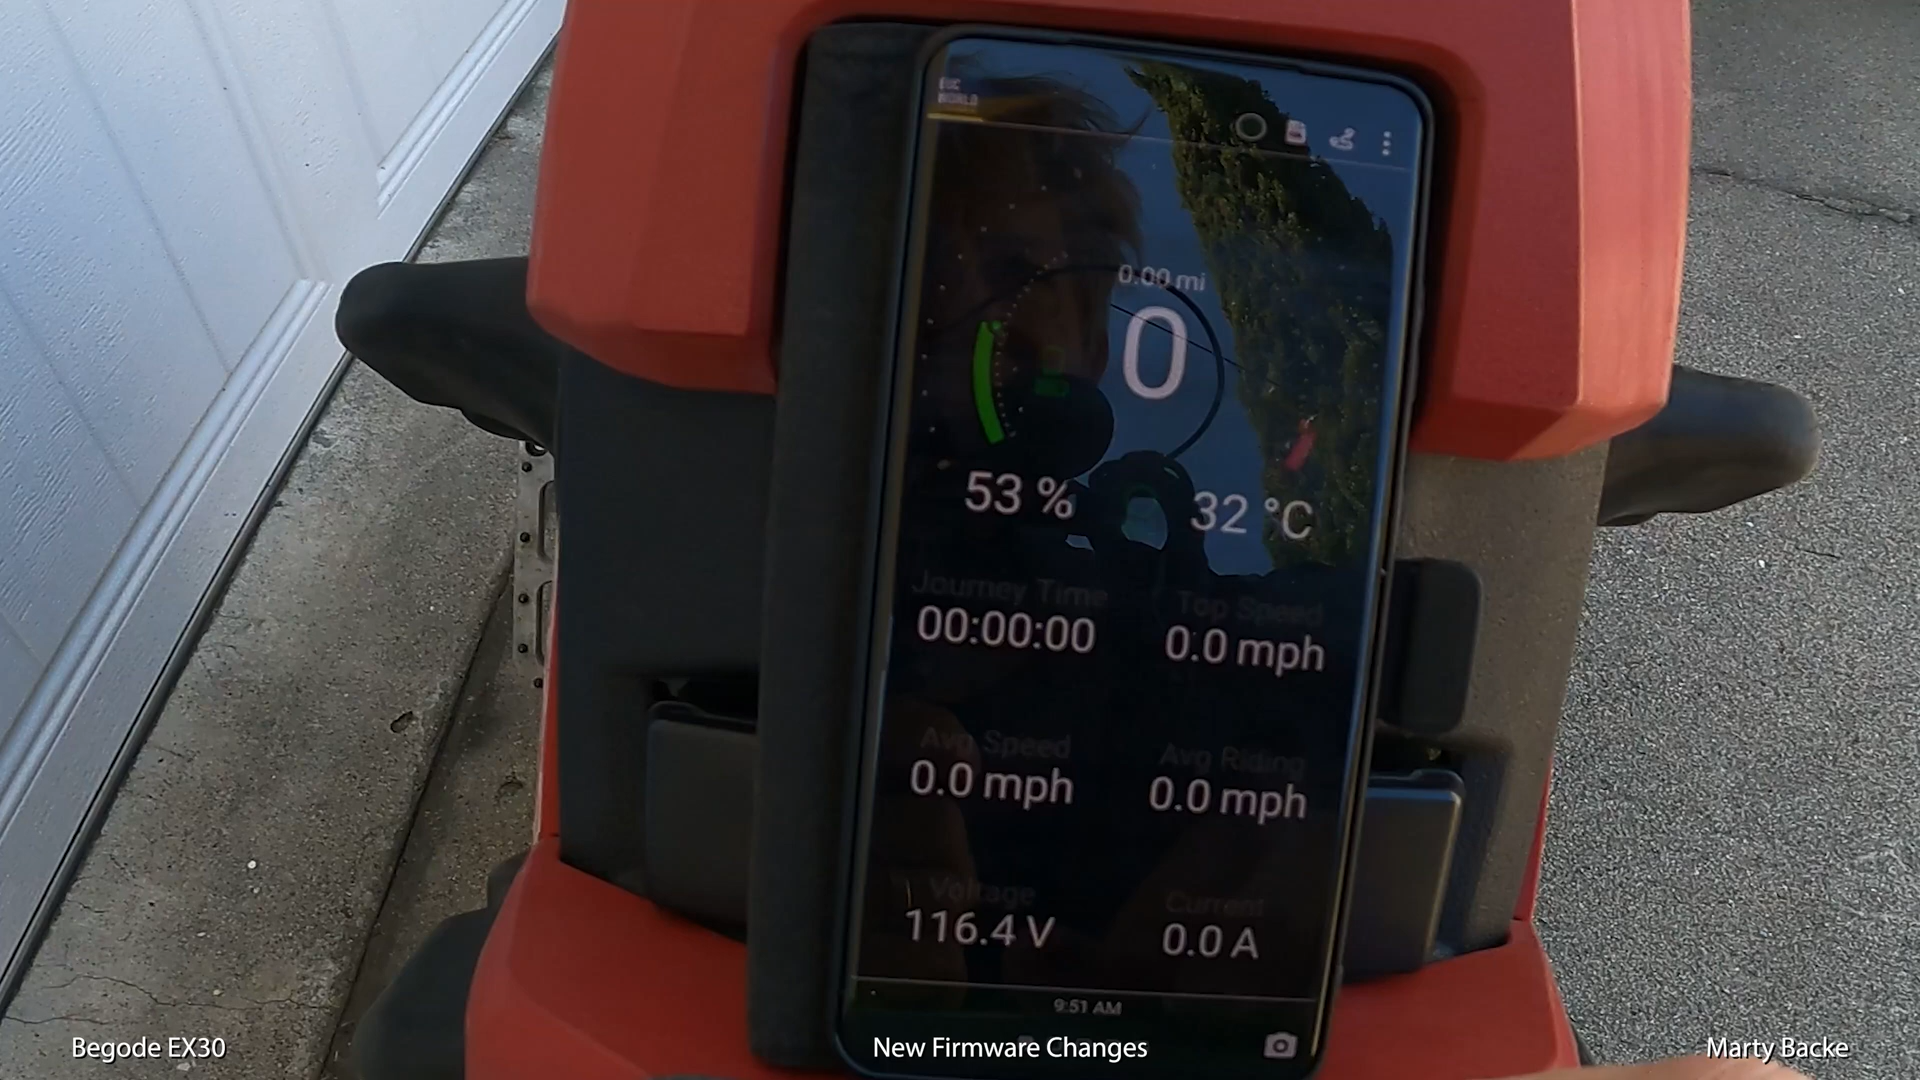 EUC
WORLD
0.00 mi
0
53 %
32 °C
Journey Time
Top Speed
00:00:00
0.0 mph
Avg Speed
Avg Riding
0.0 mph
0.0 mph
Voltage
Current
116.4 V
0.0 A
9:51 AM
Begode EX30
New Firmware Changes
Marty Backe